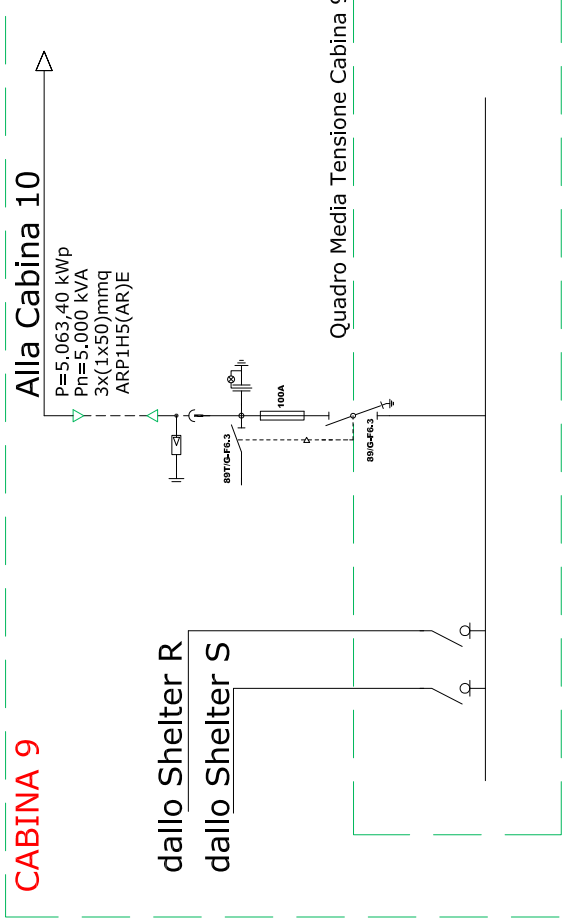 CABINA 9
Alla Cabina 10
P=5.063,40 kWp
Pn=5.000 kVA
3x(1x50)mmq
ARP1H5(AR)E
dallo Shelter R
dallo Shelter S
89T/G-F6.3
100A
89/G-F6.3
Quadro Media Tensione Cabina 9